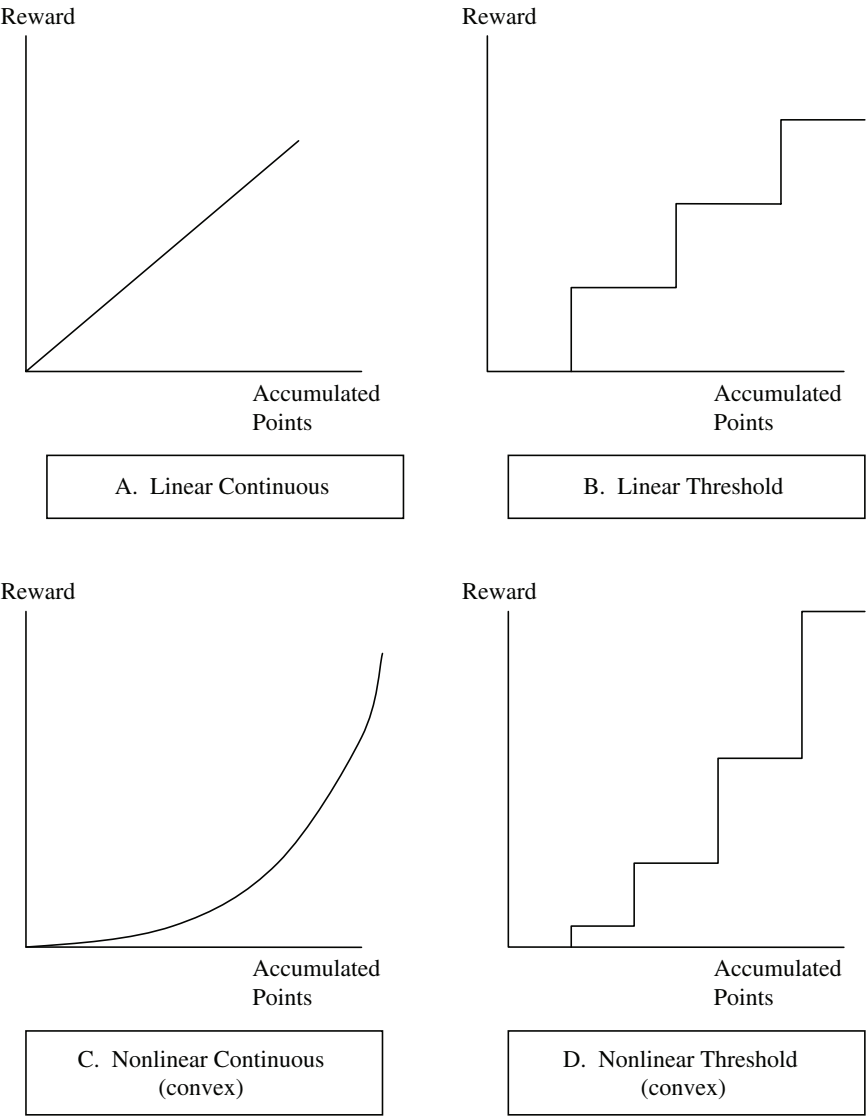 Reward
Reward
Accumulated
Points
Accumulated
Points
A. Linear Continuous
B. Linear Threshold
Reward
Reward
Accumulated
Points
Accumulated
Points
C. Nonlinear Continuous
(convex)
D. Nonlinear Threshold
(convex)